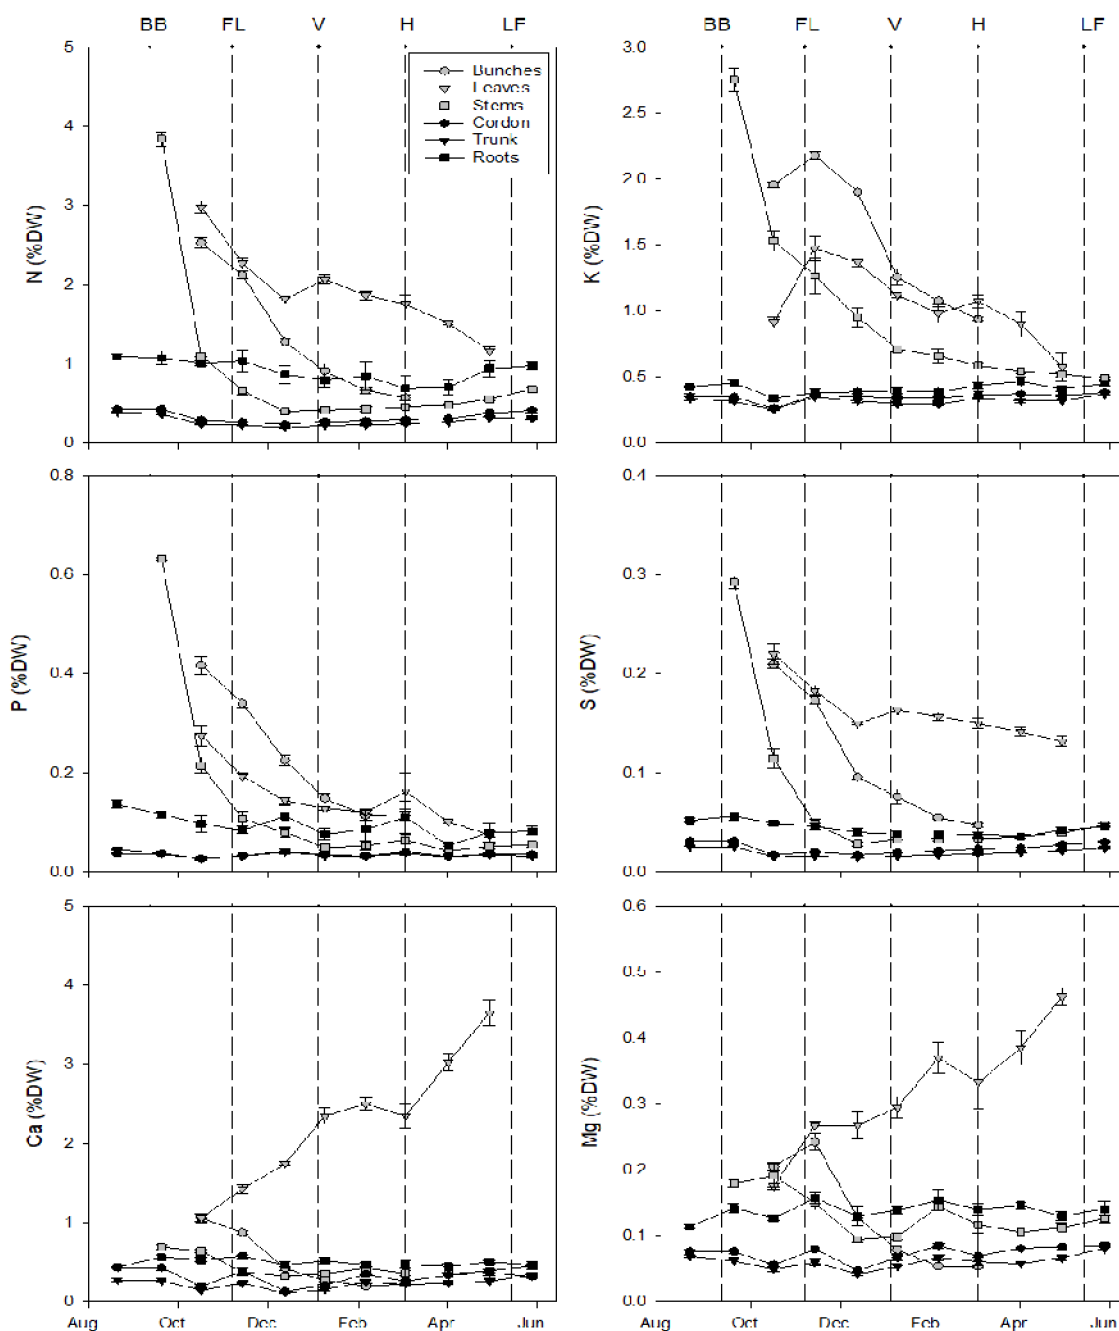 BB FL V H LF
BB FL V H LF
5
4
3
2
1
0
N (%DW)
Bunches
Leaves
Stems
Cordon
Trunk
Roots
3.0
2.5
2.0
1.5
1.0
0.5
0.0
K (%DW)
0.8
0.6
0.4
0.2
0.0
P (%DW)
0.4
0.3
0.2
0.1
0.0
S (%DW)
5
4
3
2
1
0
Ca (%DW)
Aug Oct Dec Feb Apr Jun
0.6
0.5
0.4
0.3
0.2
0.1
0.0
Mg (%DW)
Aug Oct Dec Feb Apr Jun